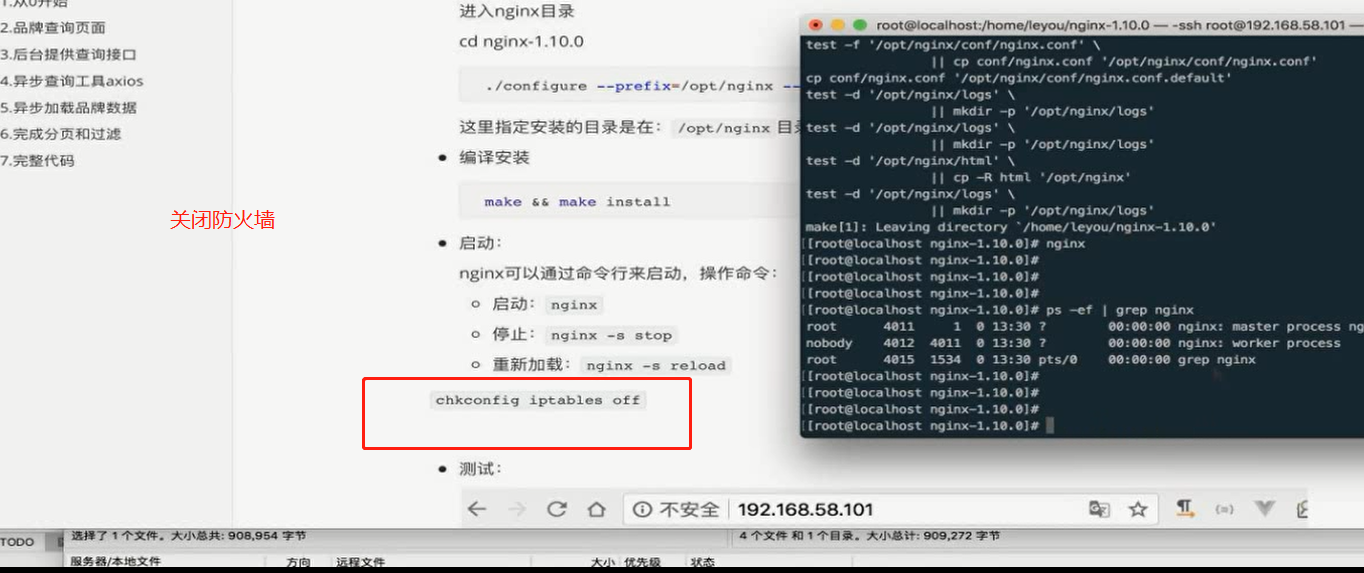 1.从0开始
2.品牌查询页面
3.后台提供查询接口
4.异步查询工具axios
5.异步加载品牌数据
6.完成分页和过滤
7.完整代码
关闭防火墙
进入nginx目录
cd nginx-1.10.0
./configure --prefix=/opt/nginx --
这里指定安装的目录是在：/opt/nginx目
编译安装
make && make install
启动：
nginx可以通过命令行来启动，操作命令：
启动：nginx
停止：nginx -s stop
重新加载：nginx -s reload
chkconfig iptables off
测试：
不安全 192.168.58.101
root@localhost:/home/leyou/nginx-1.10.0 — -ssh root@192.168.58.101 —
test -f '/opt/nginx/conf/nginx.conf' \
|| cp conf/nginx.conf '/opt/nginx/conf/nginx.conf'
cp conf/nginx.conf '/opt/nginx/conf/nginx.conf.default'
test -d '/opt/nginx/logs' \
|| mkdir -p '/opt/nginx/logs'
test -d '/opt/nginx/logs' \
|| mkdir -p '/opt/nginx/logs'
test -d '/opt/nginx/html' \
|| cp -R html '/opt/nginx'
test -d '/opt/nginx/logs' \
|| mkdir -p '/opt/nginx/logs'
make[1]: Leaving directory `/home/leyou/nginx-1.10.0'
[[root@localhost nginx-1.10.0]# nginx
[[root@localhost nginx-1.10.0]#
[[root@localhost nginx-1.10.0]#
[[root@localhost nginx-1.10.0]#
[[root@localhost nginx-1.10.0]# ps -ef | grep nginx
root 4011 1 0 13:30 ? 00:00:00 nginx: master process ng
nobody 4012 4011 0 13:30 ? 00:00:00 nginx: worker process
root 4015 1534 0 13:30 pts/0 00:00:00 grep nginx
[[root@localhost nginx-1.10.0]#
[[root@localhost nginx-1.10.0]#
[[root@localhost nginx-1.10.0]#
[[root@localhost nginx-1.10.0]#
TODO
选择了 1 个文件。大小总共: 908,954 字节
4 个文件 和 1 个目录。大小总计: 909,272 字节
服务器/本地文件 方向 远程文件 大小 优先级 状态